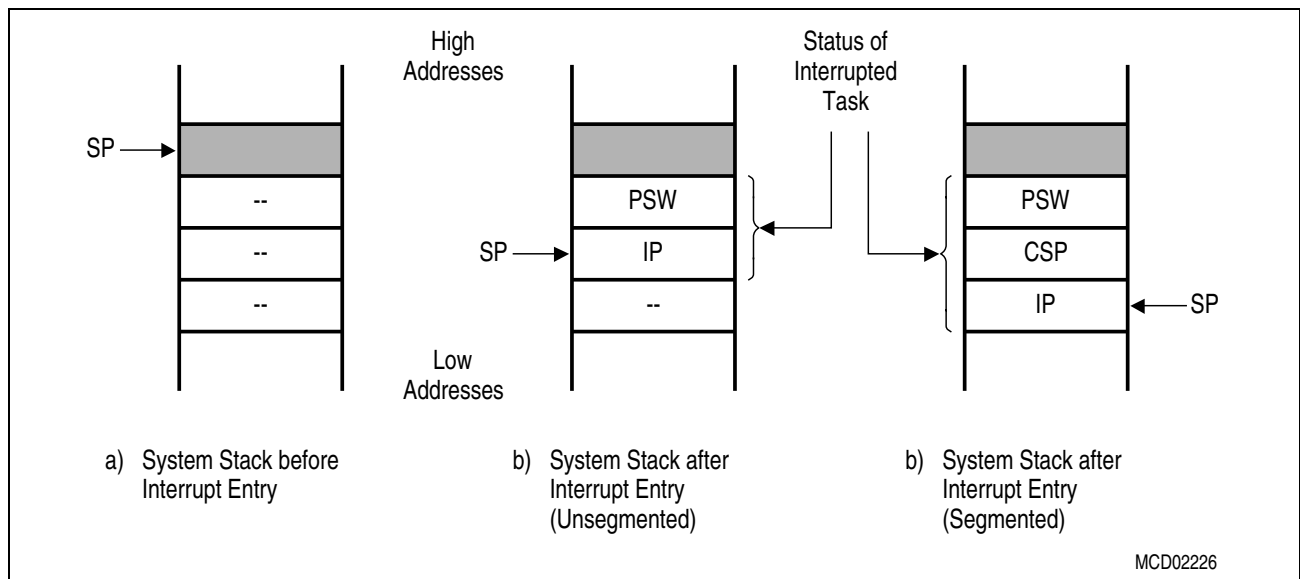 High
Addresses
Status of
Interrupted
Task
SP
--
--
--
SP
PSW
IP
--
PSW
CSP
IP
SP
Low
Addresses
a) System Stack before
Interrupt Entry
b) System Stack after
Interrupt Entry
(Unsegmented)
b) System Stack after
Interrupt Entry
(Segmented)
MCD02226